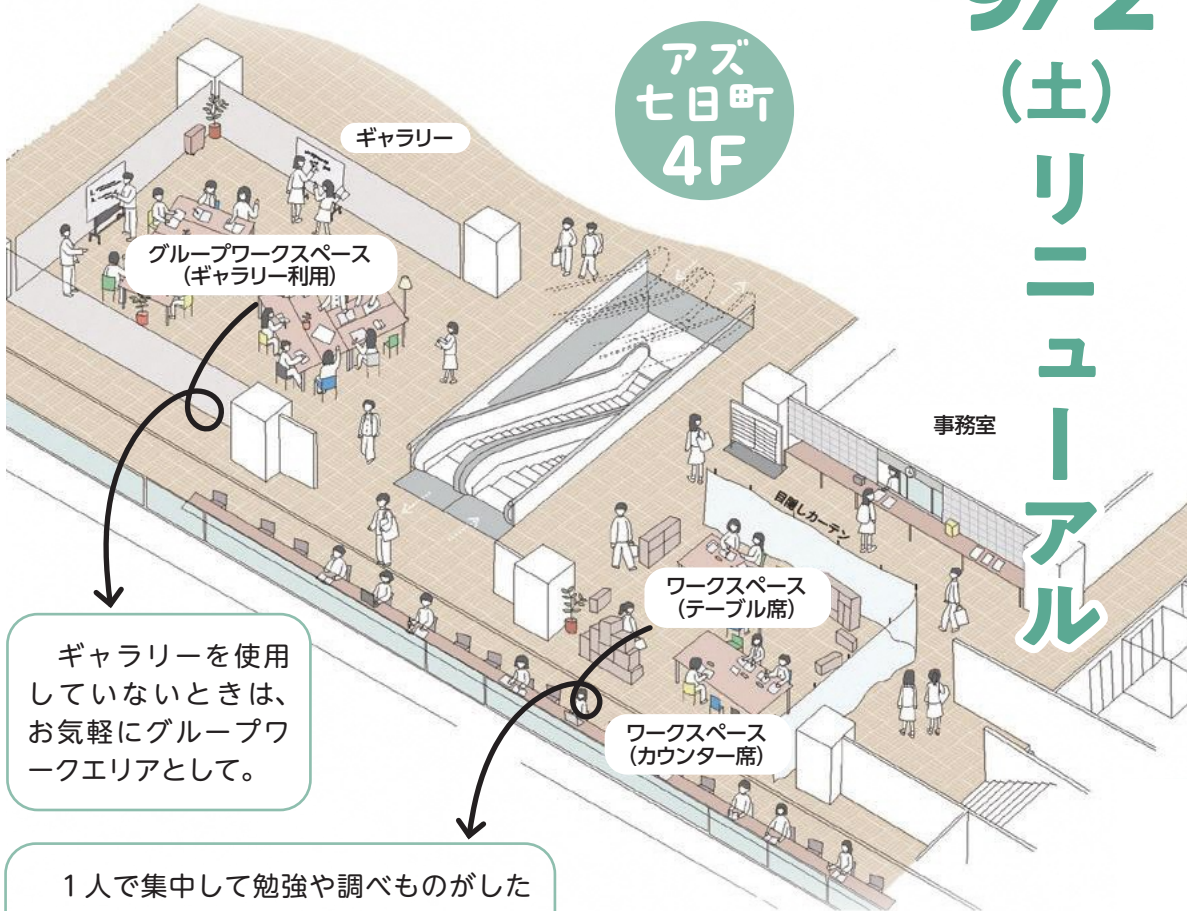 9/2
(土)リニューアル
アズ
七日町
4F
ギャラリー
グループワークスペース
(ギャラリー利用)
事務室
目隠しカーテン
ワークスペース
(テーブル席)
ワークスペース
(カウンター席)
ギャラリーを使用
していないときは、
お気軽にグループワ
ークエリアとして。
1人で集中して勉強や調べものがした